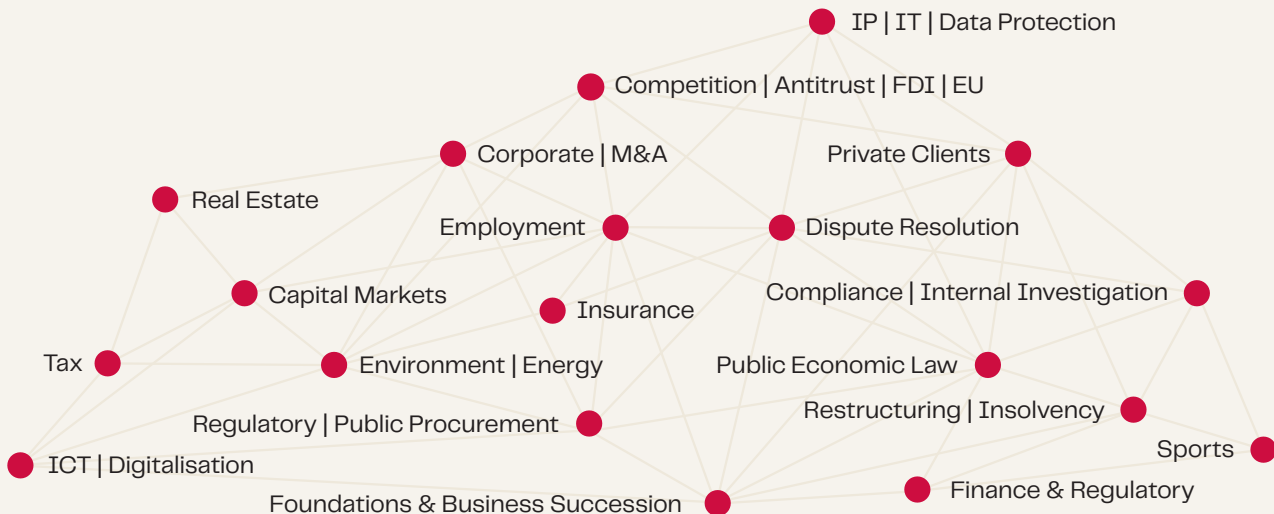 IP | IT | Data Protection
Competition | Antitrust | FDI | EU
Corporate | M&A
Private Clients
Real Estate
Employment
Dispute Resolution
Capital Markets
Compliance | Internal Investigation
Insurance
Tax
Environment | Energy
Public Economic Law
Restructuring | Insolvency
Regulatory | Public Procurement
Sports
ICT | Digitalisation
Finance & Regulatory
Foundations & Business Succession